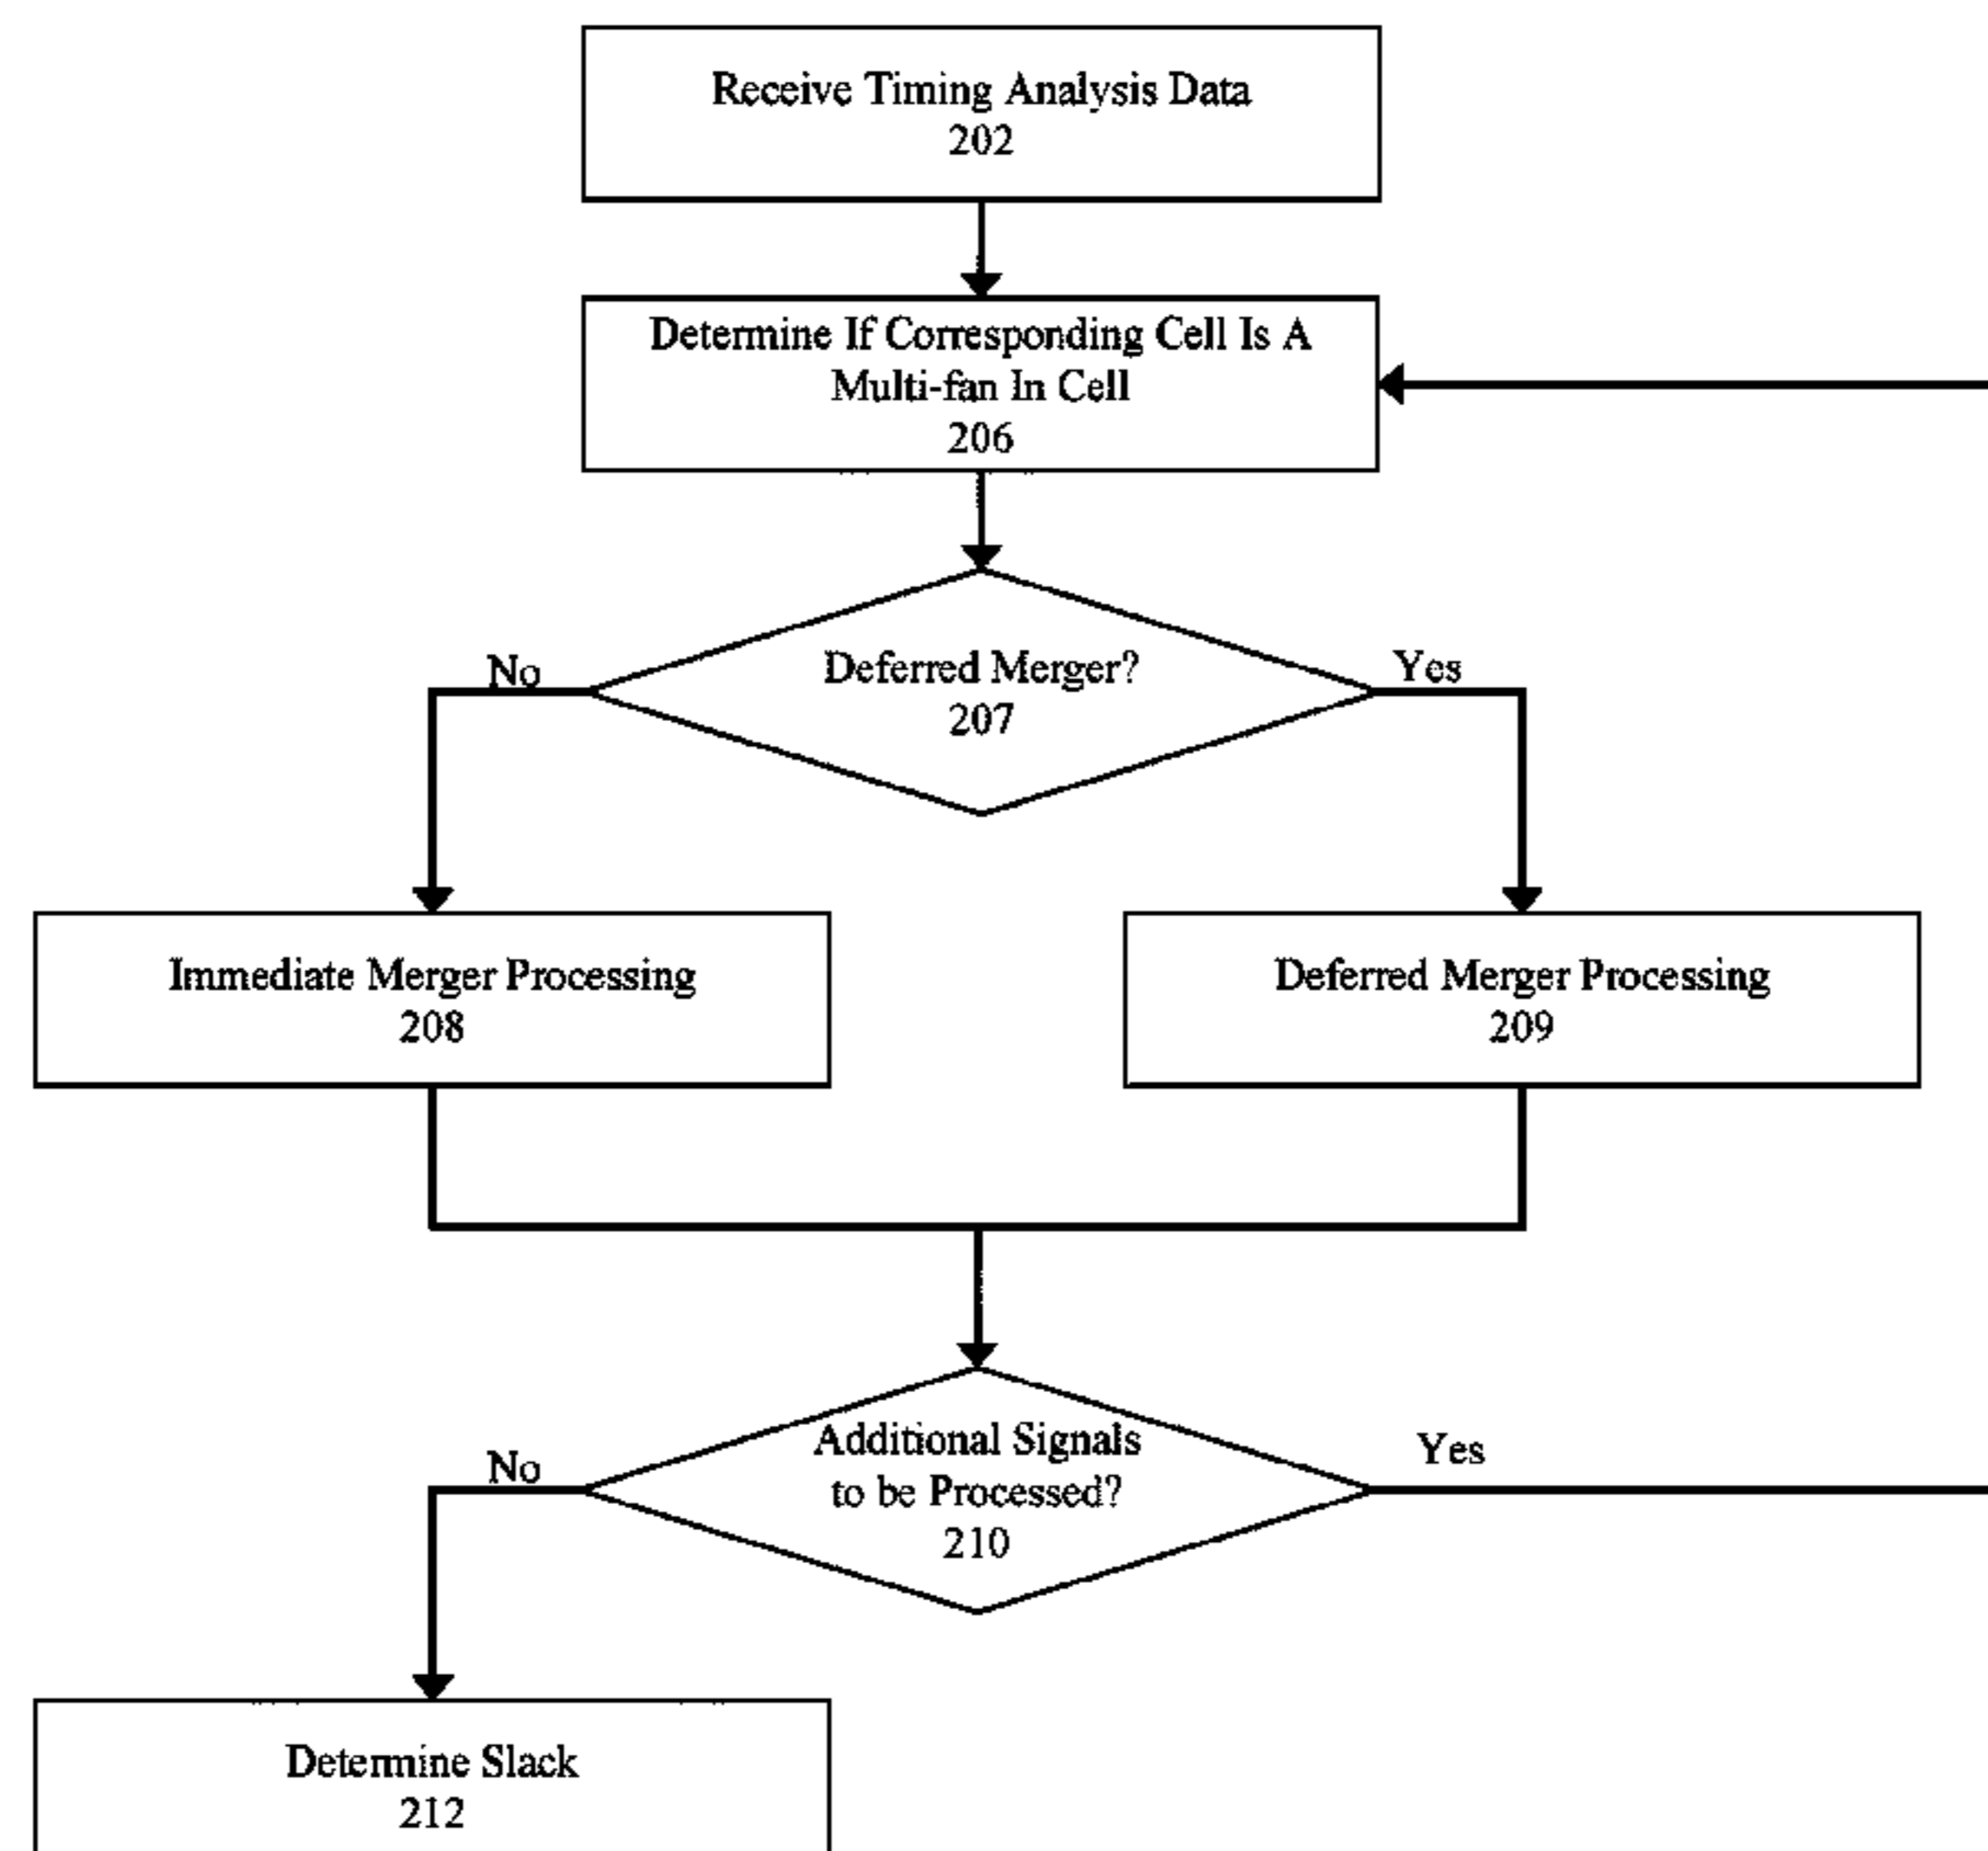 Receive Timing Analysis Data
202
Determine If Corresponding Cell Is A
Multi-fan In Cell
206
No
Deferred Merger?
207
Yes
Immediate Merger Processing
208
Deferred Merger Processing
209
No
Additional Signals
to be Processed?
210
Yes
Determine Slack
212